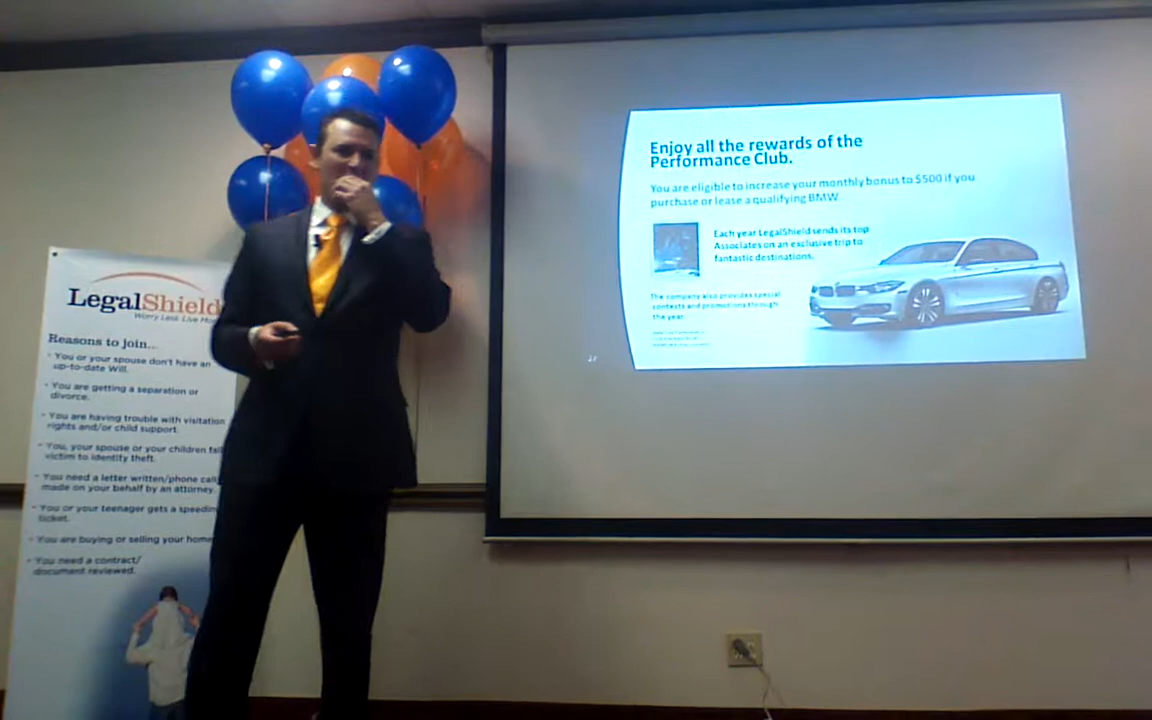 LegalShield
Worry Less. Live
Reasons to join...
• You or your spouse don't have an
up-to-date Will.
• You are getting a separation or
divorce.
• You are having trouble with visitation
rights and/or child support.
• You, your spouse or your children fall
victim to identity theft.
• You need a letter written/phone call
made on your behalf by an attorney.
• You or your teenager gets a speeding
ticket.
• You are buying or selling your home
• You need a contract/
document reviewed.
Enjoy all the rewards of the
Performance Club.
You are eligible to increase your monthly bonus to $500 if you
purchase or lease a qualifying BMW.
Each year LegalShield sends its top
Associates on an exclusive trip to
fantastic destinations.
The company also provides special
contests and promotions through
the year.